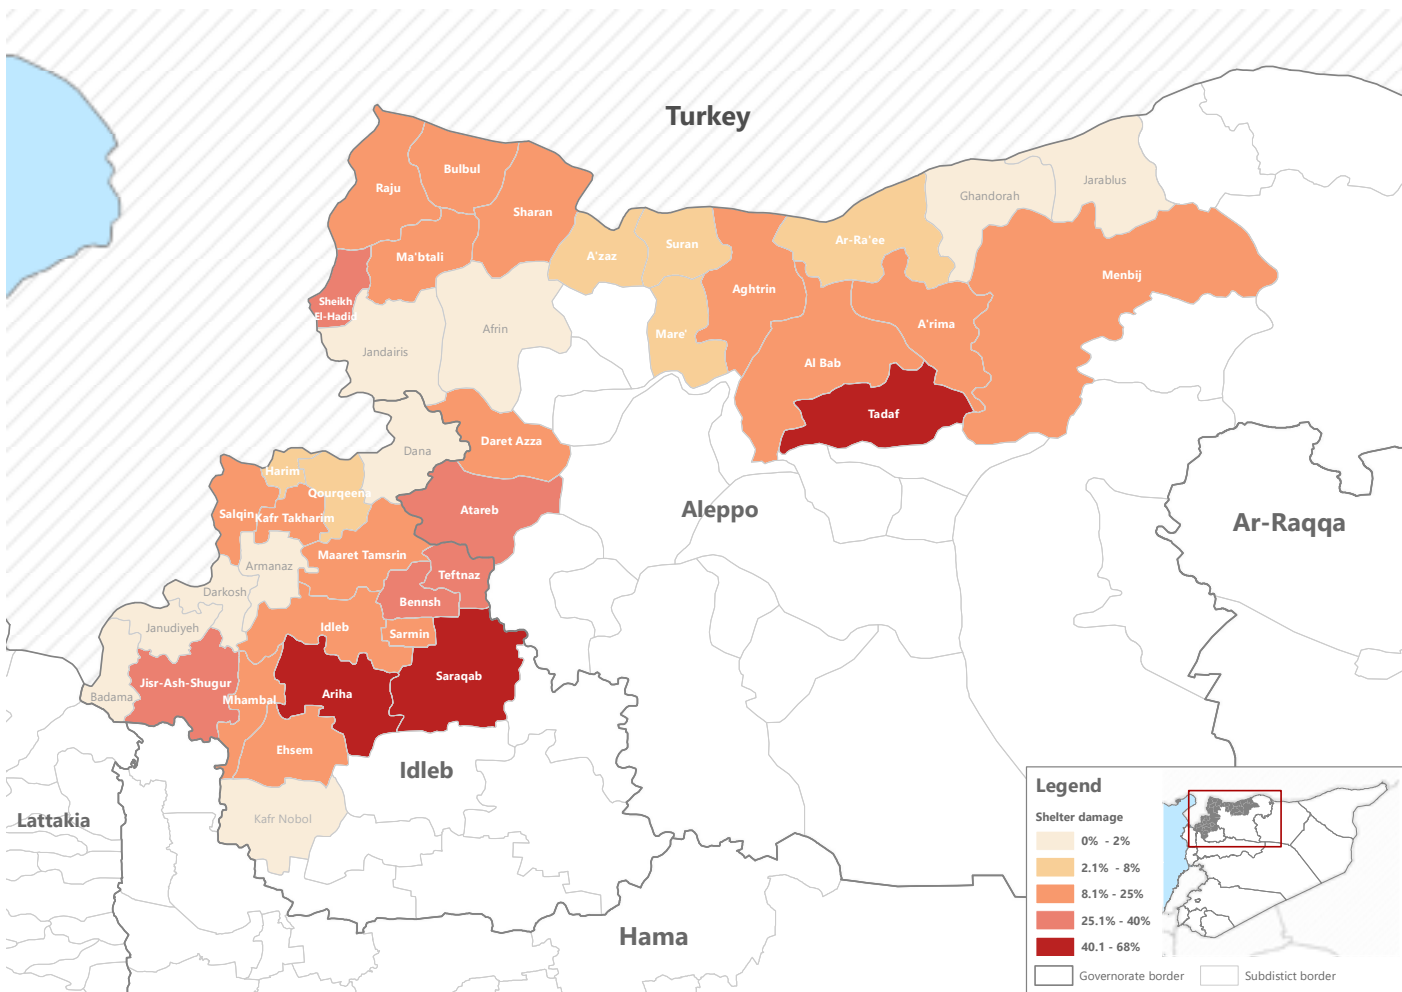 Turkey
Bulbul
Raju
Jarablus
Ghandorah
Sharan
Ar-Ra'ee
Suran
A'zaz
Ma'btali
Menbij
Aghtrin
Sheikh
El-Hadid
A'rima
Afrin
Mare'
Jandairis
Al Bab
Tadaf
Daret Azza
Dana
Harim
Qourqeena
Aleppo
Atareb
Salqin
Kafr Takharim
Ar-Raqqa
Maaret Tamsrin
Armanaz
Teftnaz
Darkosh
Bennsh
Janudiyeh
Idleb
Sarmin
Saraqab
Jisr-Ash-Shugur
Ariha
Badama
Mhambal
Ehsem
Idleb
Lattakia
Kafr Nobol
Hama
Legend
Shelter damage
0% - 2%
2.1% - 8%
8.1% - 25%
25.1% - 40%
40.1 - 68%
Governorate border
Subdistict border